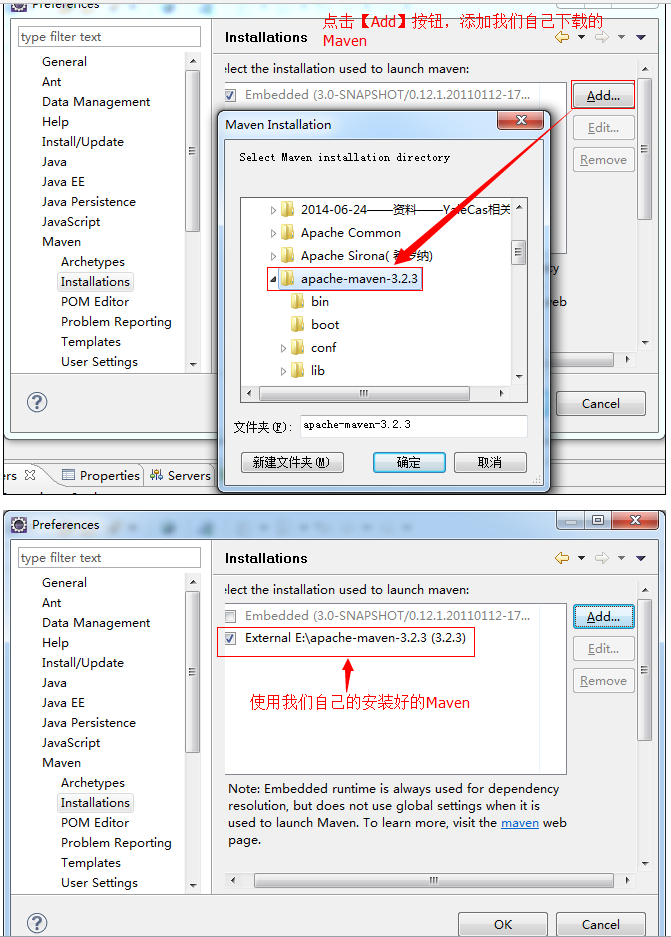 Preferences
点击【Add】按钮，添加我们自己下载的
Maven
type filter text
Installations
elect the installation used to launch maven:
General
Ant
Data Management
Help
Install/Update
Java
Java EE
Java Persistence
JavaScript
Maven
Archetypes
Installations
POM Editor
Problem Reporting
Templates
User Settings
Embedded (3.0-SNAPSHOT/0.12.1.20110112-17...
Add...
Edit...
Remove
Maven Installation
Select Maven installation directory
2014-06-24——资料——YaleCas相关
Apache Common
Apache Sirona(
apache-maven-3.2.3
bin
boot
conf
lib
文件夹(F):
apache-maven-3.2.3
新建文件夹(M)
确定
取消
eb
Cancel
ers
Properties
Servers
Preferences
type filter text
Installations
elect the installation used to launch maven:
General
Ant
Data Management
Help
Install/Update
Java
Java EE
Java Persistence
JavaScript
Maven
Archetypes
Installations
POM Editor
Problem Reporting
Templates
User Settings
Embedded (3.0-SNAPSHOT/0.12.1.20110112-17...
External E:\apache-maven-3.2.3 (3.2.3)
Add...
Edit...
Remove
使用我们自己的安装好的Maven
Note: Embedded runtime is always used for dependency
resolution, but does not use global settings when it is
used to launch Maven. To learn more, visit the maven web
page.
OK
Cancel